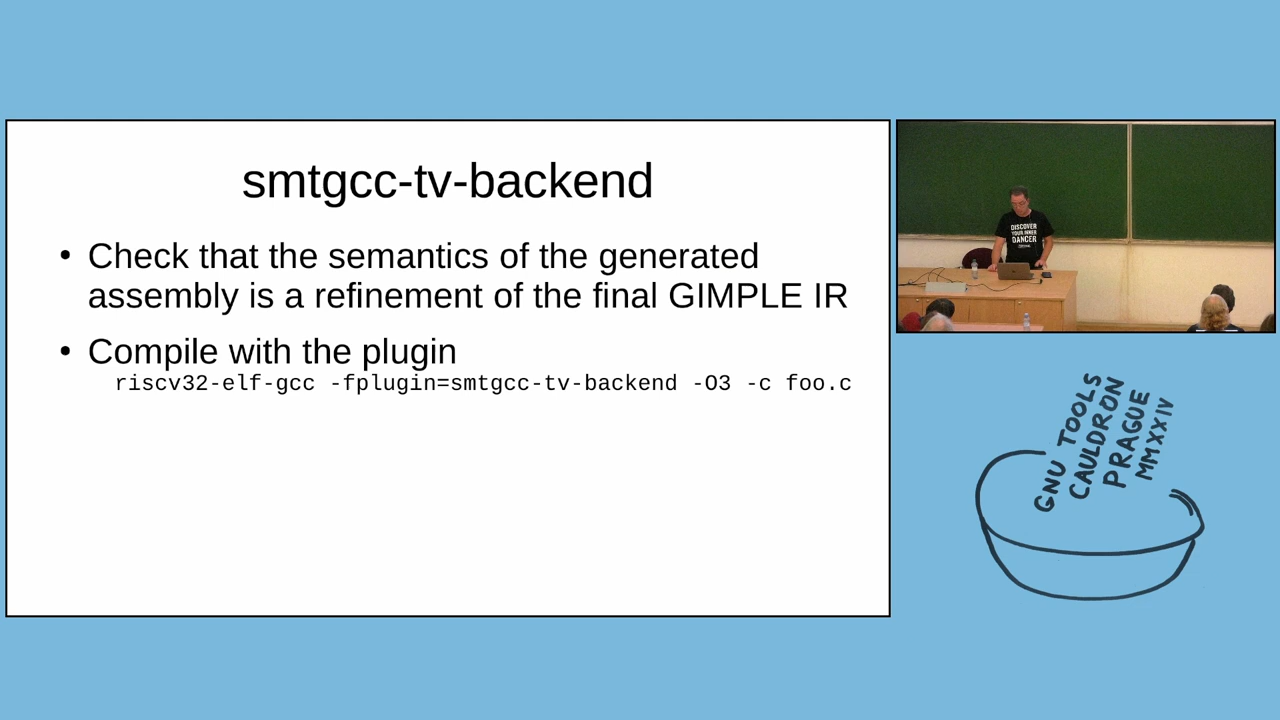 smtgcc-tv-backend
• Check that the semantics of the generated
assembly is a refinement of the final GIMPLE IR
• Compile with the plugin
riscv32-elf-gcc -fplugin=smtgcc-tv-backend -O3 -c foo.c
DISCOVER
YOUR INNER
DANCER
GNU TOOLS
CAULDRON
PRAGUE
MMXXIV